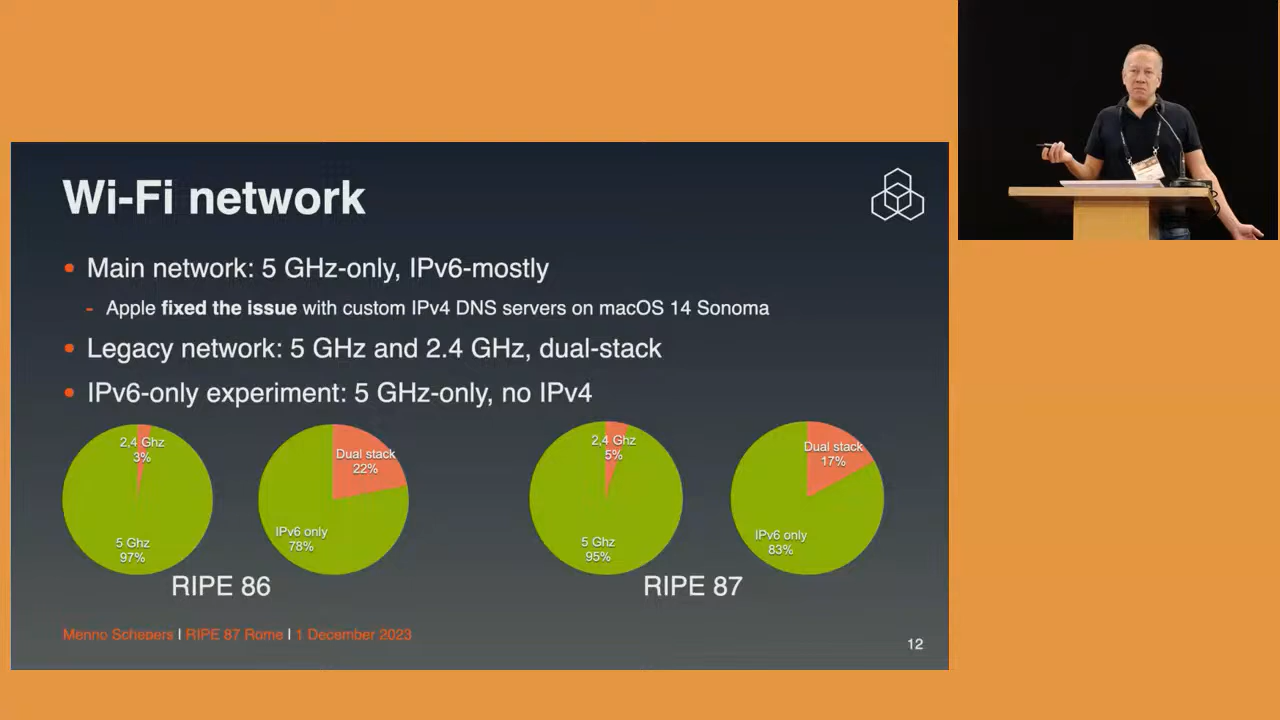 Wi-Fi network
Main network: 5 GHz-only, IPv6-mostly
- Apple fixed the issue with custom IPv4 DNS servers on macOS 14 Sonoma
Legacy network: 5 GHz and 2.4 GHz, dual-stack
IPv6-only experiment: 5 GHz-only, no IPv4
2,4 Ghz
3%
5 Ghz
97%
Dual stack
22%
IPv6 only
78%
RIPE 86
2,4 Ghz
5%
5 Ghz
95%
Dual stack
17%
IPv6 only
83%
RIPE 87
Menno Schepers | RIPE 87 Rome | 1 December 2023
12